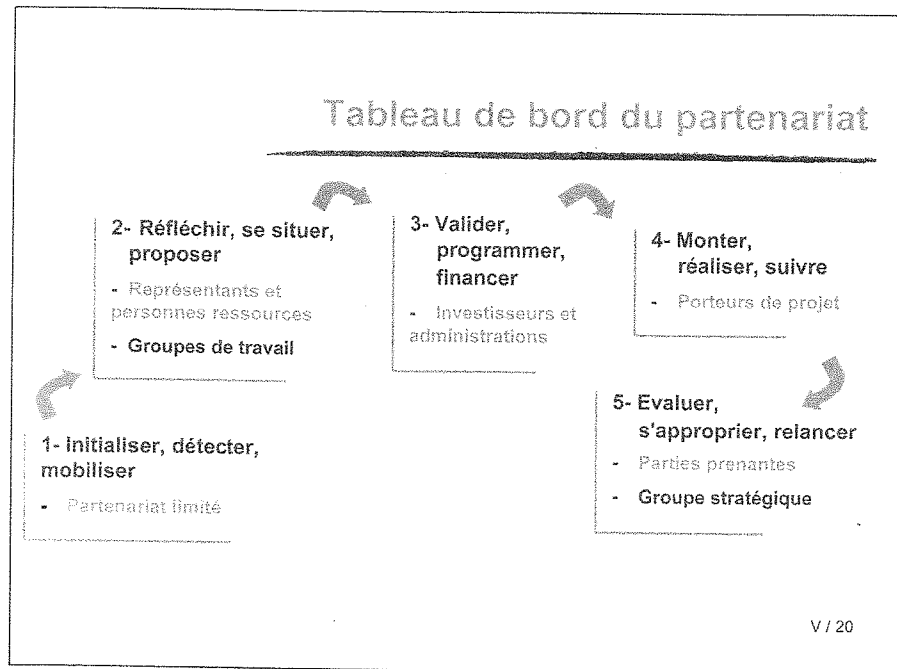 Tableau de bord du partenariat
2- Réfléchir, se situer,
proposer
- Représentants et
personnes ressources
- Groupes de travail
3- Valider,
programmer,
financer
- Investisseurs et
administrations
4- Monter,
réaliser, suivre
- Porteurs de projet
1- Initialiser, détecter,
mobiliser
- Partenariat limité
5- Evaluer,
s'approprier, relancer
- Parties prenantes
- Groupe stratégique
V / 20